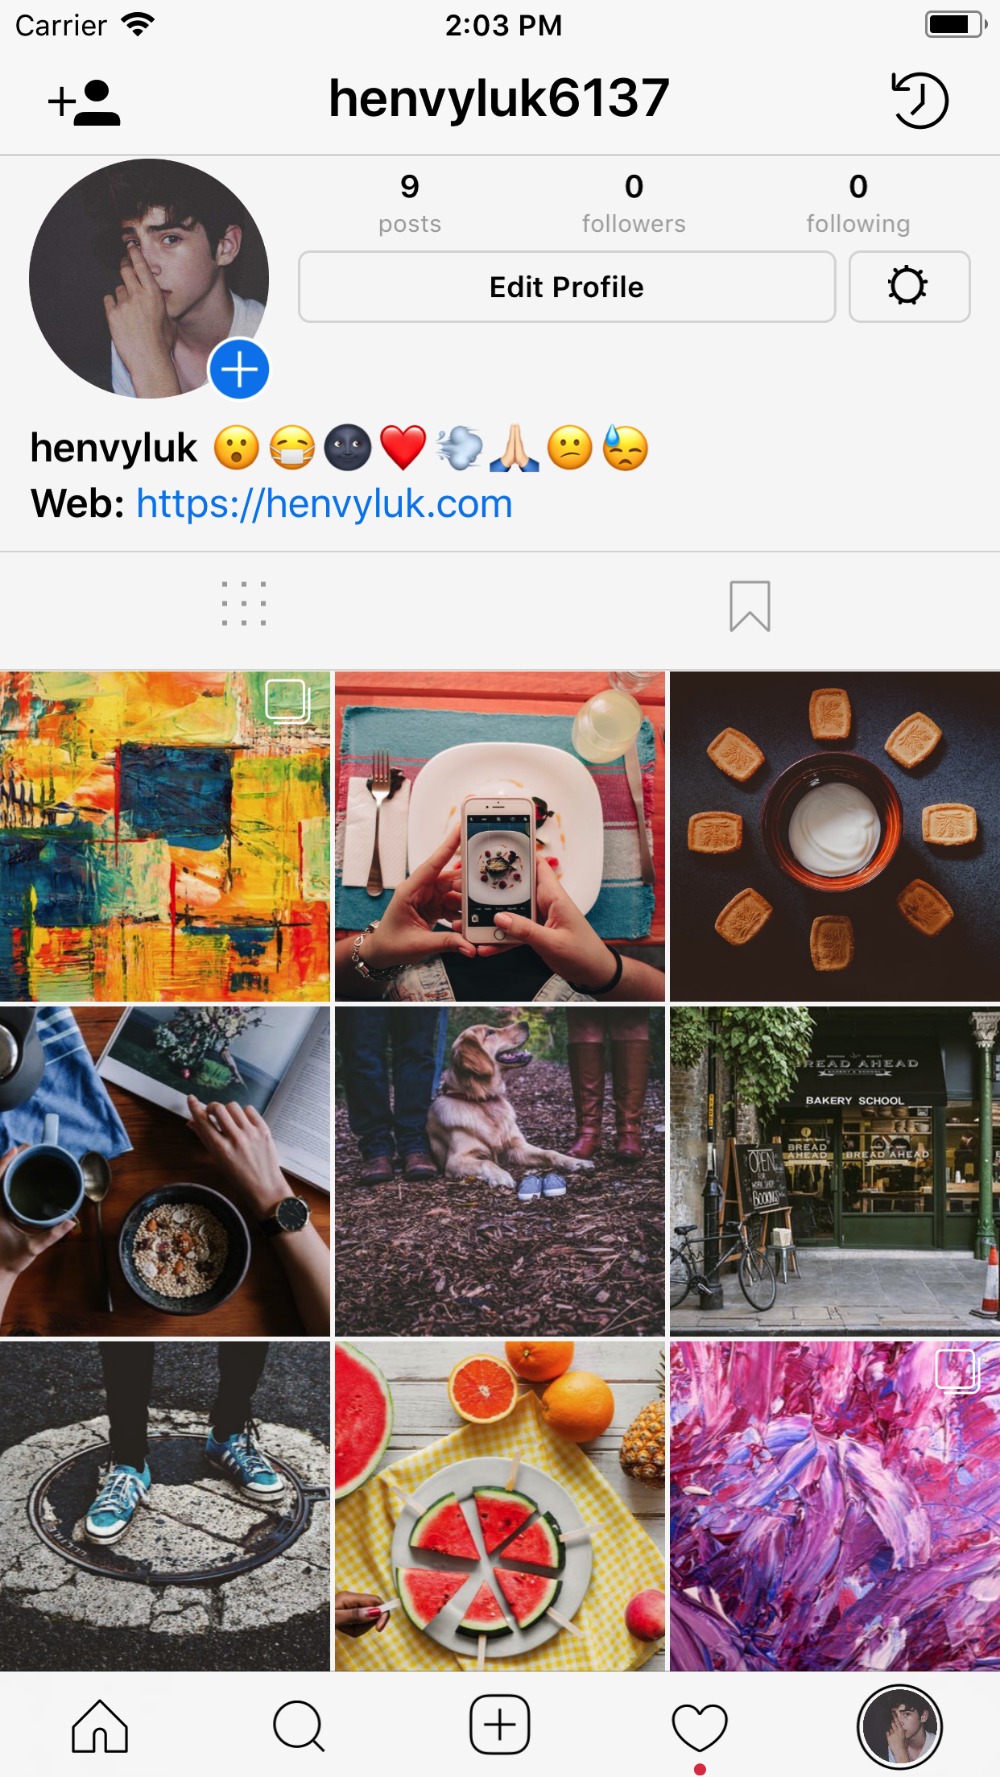 Carrier 2:03 PM
henvyluk6137
9 0 0
posts followers following
Edit Profile
henvyluk 😮😷🌚❤️💨🙏🏻😕😓
Web: https://henvyluk.com
BREAD AHEAD
BAKERY SCHOOL
BREAD AHEAD
BREAD AHEAD
OPEN
BOOKING